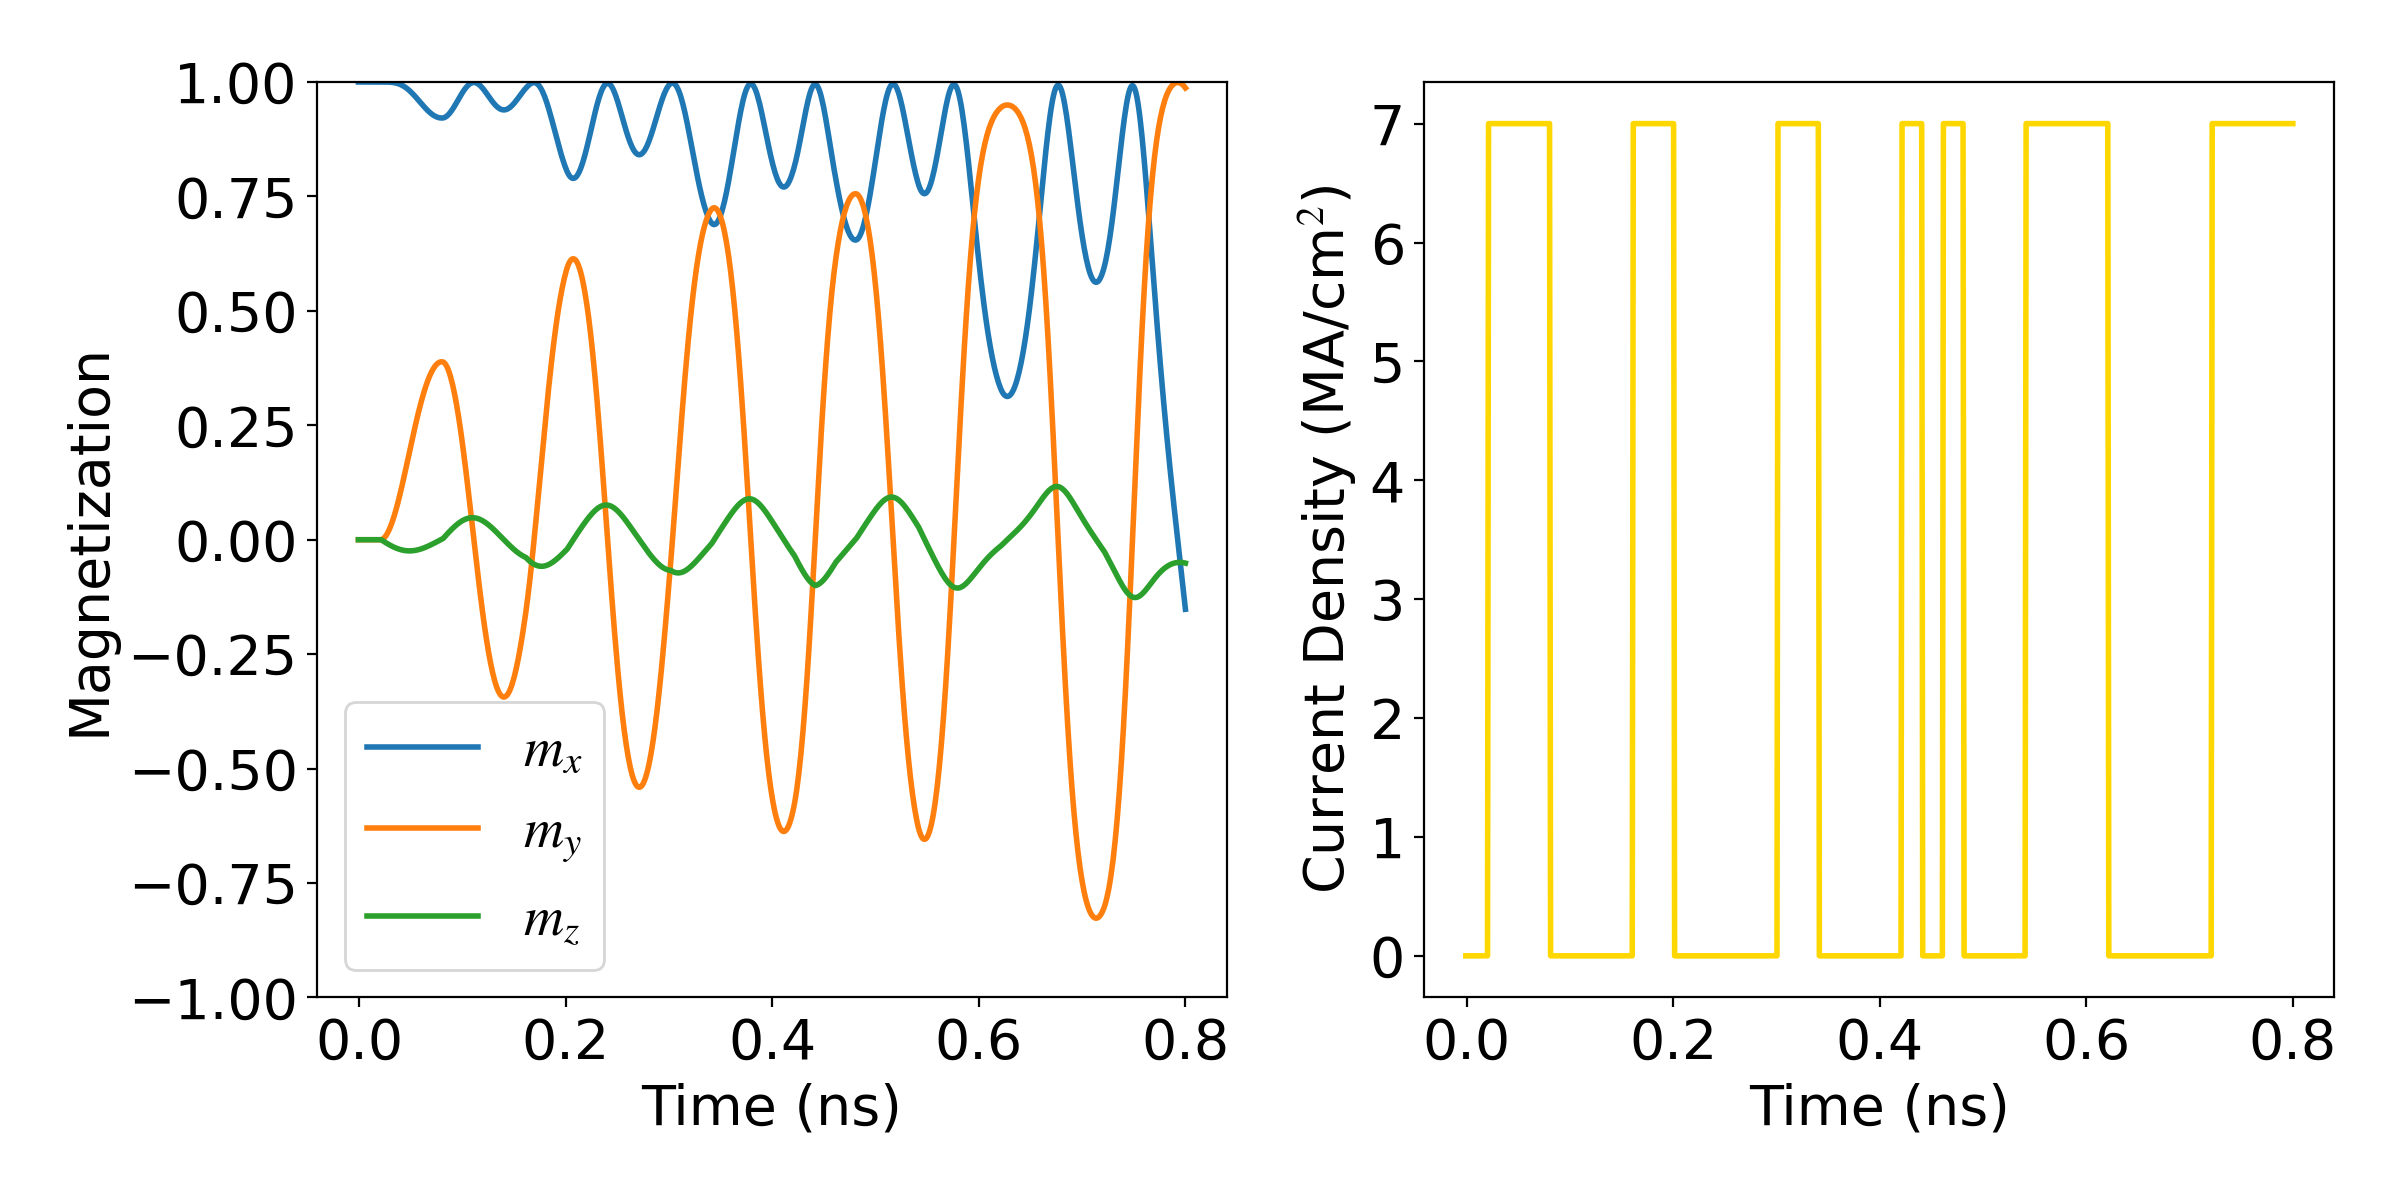 Magnetization
1.00
0.75
0.50
0.25
0.00
−0.25
−0.50
−0.75
−1.00
m_x
m_y
m_z
0.0 0.2 0.4 0.6 0.8
Time (ns)
Current Density (MA/cm²)
7
6
5
4
3
2
1
0
0.0 0.2 0.4 0.6 0.8
Time (ns)